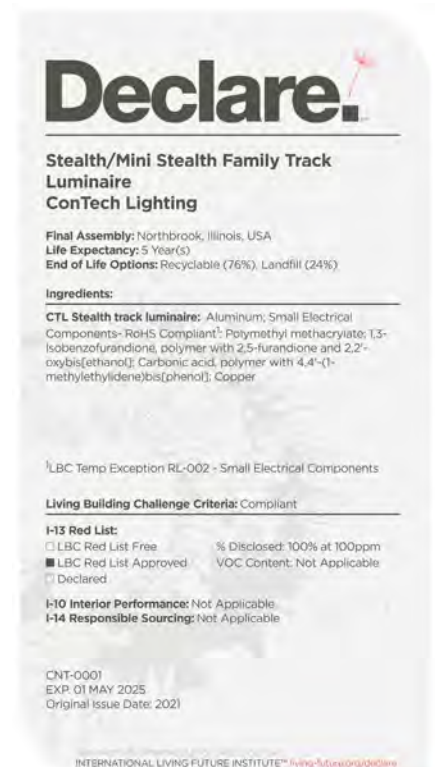 Declare.
Stealth/Mini Stealth Family Track
Luminaire
ConTech Lighting
Final Assembly: Northbrook, Illinois, USA
Life Expectancy: 5 Year(s)
End of Life Options: Recyclable (76%), Landfill (24%)
Ingredients:
CTL Stealth track luminaire: Aluminum; Small Electrical
Components- RoHS Compliant¹; Polymethyl methacrylate; 1,3-
Isobenzofurandione, polymer with 2,5-furandione and 2,2'-
oxybis[ethanol]; Carbonic acid, polymer with 4,4'-(1-
methylethylidene)bis[phenol]; Copper
¹LBC Temp Exception RL-002 - Small Electrical Components
Living Building Challenge Criteria: Compliant
I-13 Red List:
LBC Red List Free % Disclosed: 100% at 100ppm
LBC Red List Approved VOC Content: Not Applicable
Declared
I-10 Interior Performance: Not Applicable
I-14 Responsible Sourcing: Not Applicable
CNT-0001
EXP. 01 MAY 2025
Original Issue Date: 2021
INTERNATIONAL LIVING FUTURE INSTITUTE™ living-future.org/declare